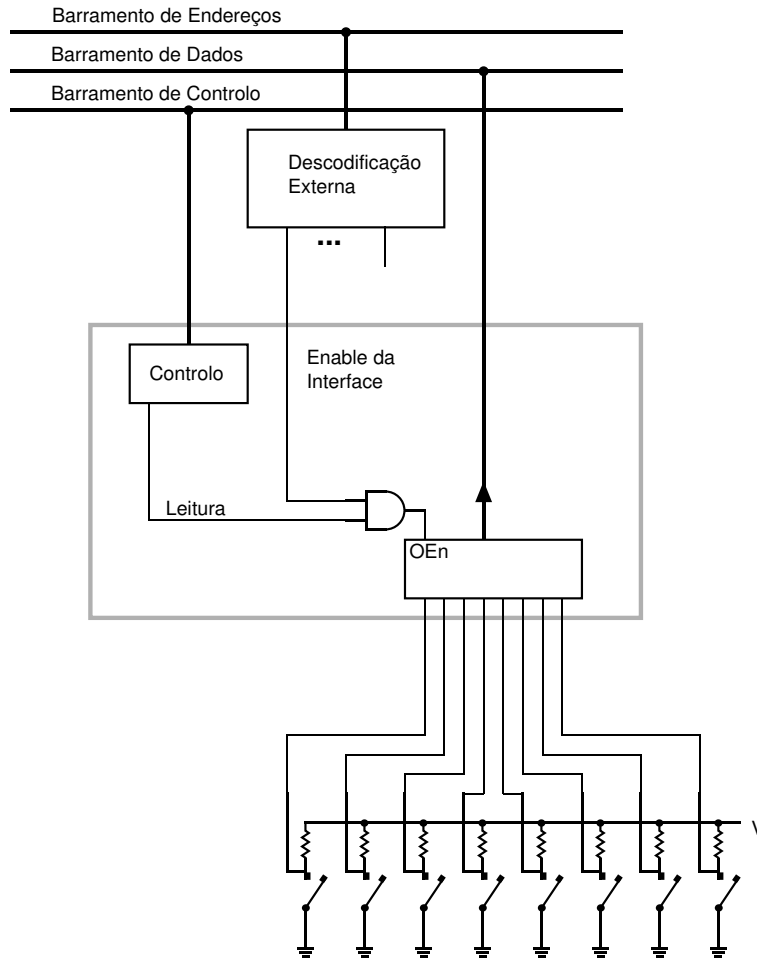 Barramento de Endereços
Barramento de Dados
Barramento de Controlo
Descodificação
Externa
...
Enable da
Interface
Controlo
Leitura
OEn
V